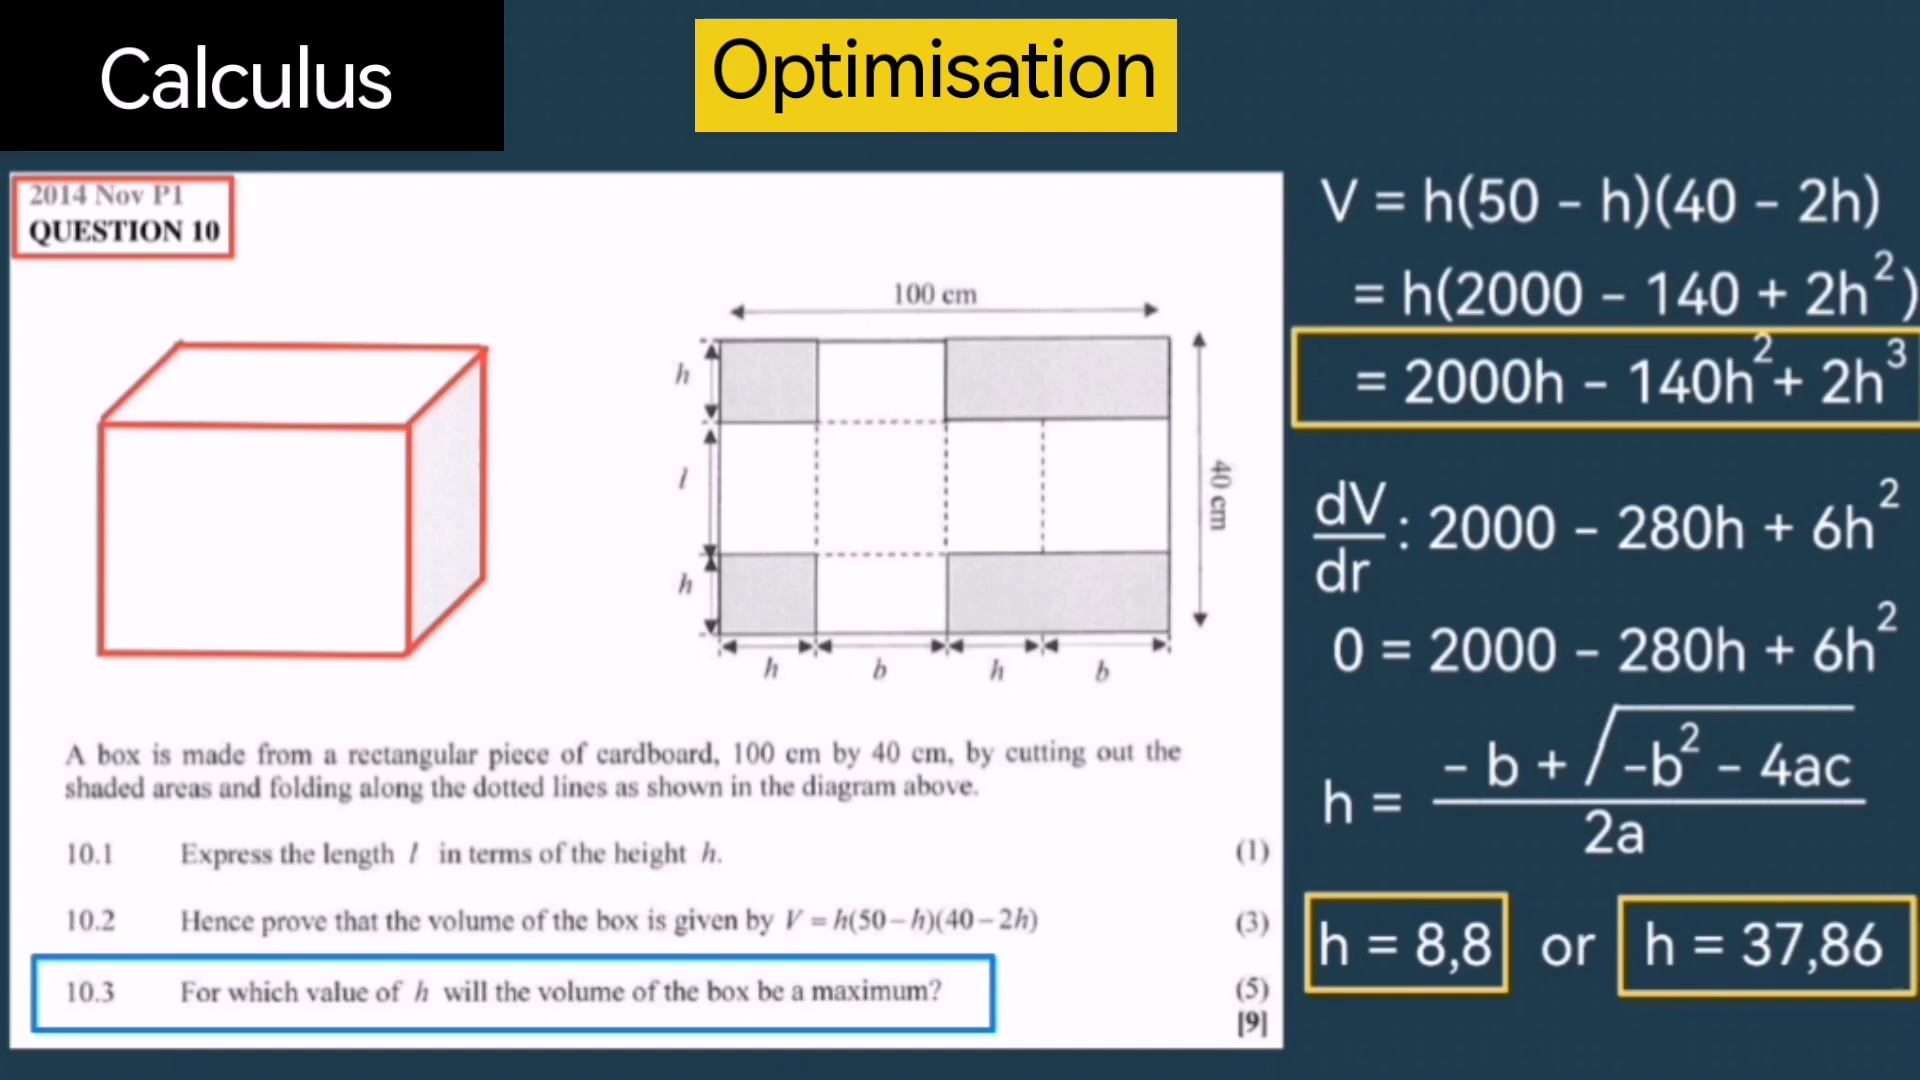 Calculus
Optimisation
2014 Nov P1
QUESTION 10
100 cm
h
l
40 cm
h
h b h b
A box is made from a rectangular piece of cardboard, 100 cm by 40 cm, by cutting out the
shaded areas and folding along the dotted lines as shown in the diagram above.
10.1 Express the length l in terms of the height h. (1)
10.2 Hence prove that the volume of the box is given by V = h(50 – h)(40 – 2h) (3)
10.3 For which value of h will the volume of the box be a maximum? (5)
[9]
V = h(50 - h)(40 - 2h)
= h(2000 - 140 + 2h²)
= 2000h - 140h² + 2h³
dV/dr : 2000 - 280h + 6h²
0 = 2000 - 280h + 6h²
h = (- b + √(-b² - 4ac))/2a
h = 8,8 or h = 37,86